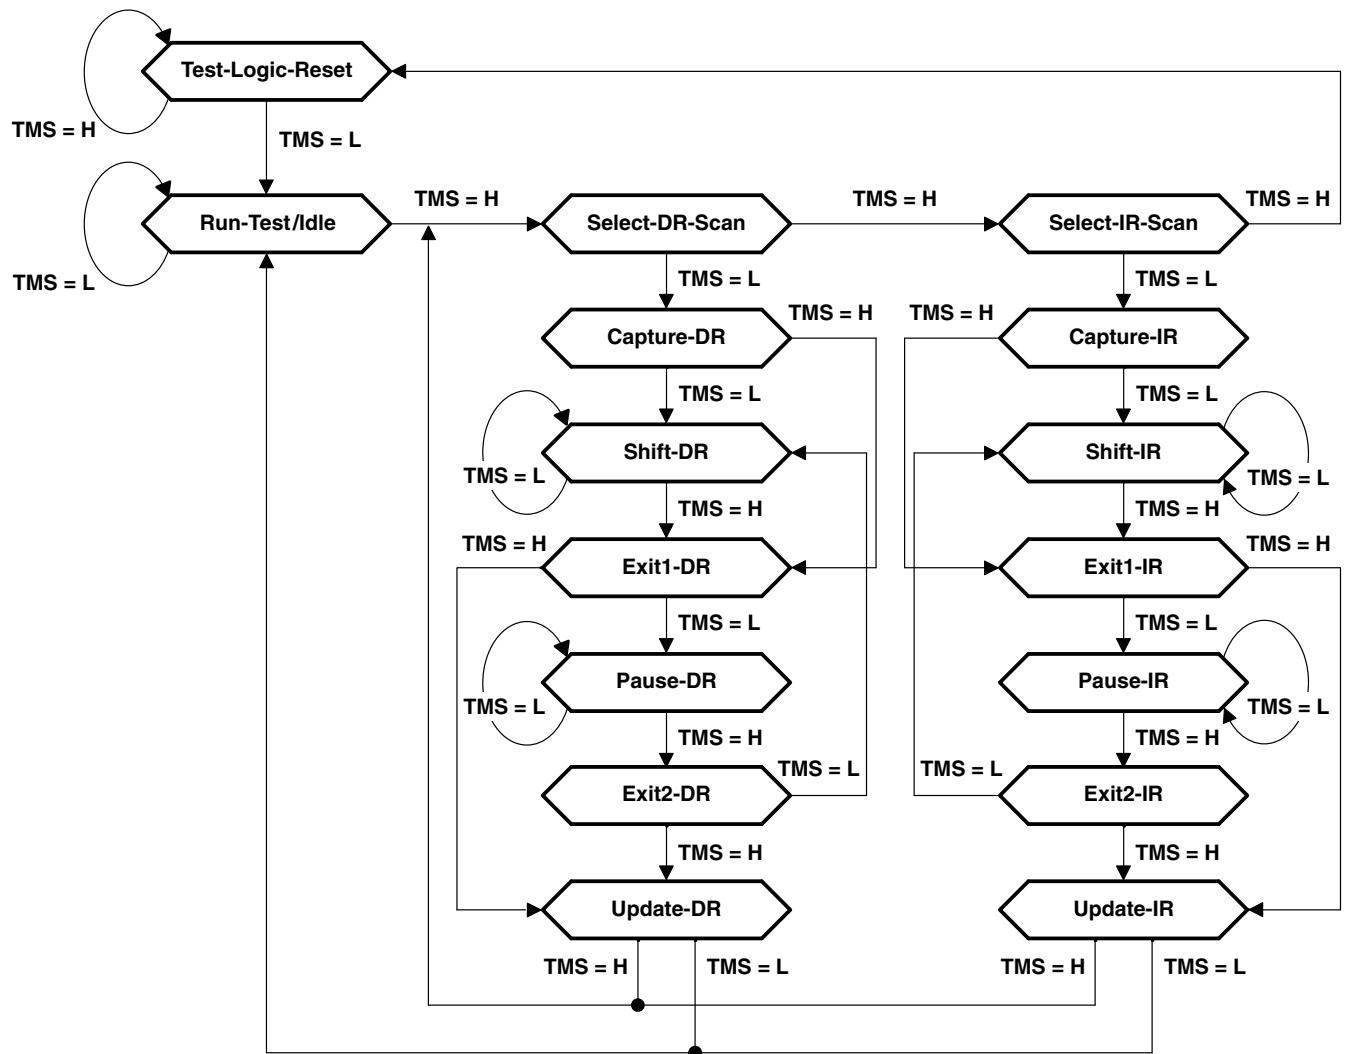 Test-Logic-Reset
TMS = H
TMS = L
TMS = H
TMS = H
TMS = H
Run-Test/Idle
Select-DR-Scan
Select-IR-Scan
TMS = L
TMS = L
TMS = L
TMS = H
TMS = H
Capture-DR
Capture-IR
TMS = L
TMS = L
Shift-DR
Shift-IR
TMS = L
TMS = L
TMS = H
TMS = H
TMS = H
TMS = H
Exit1-DR
Exit1-IR
TMS = L
TMS = L
Pause-DR
Pause-IR
TMS = L
TMS = L
TMS = H
TMS = H
TMS = L
TMS = L
Exit2-DR
Exit2-IR
TMS = H
TMS = H
Update-DR
Update-IR
TMS = H
TMS = L
TMS = H
TMS = L